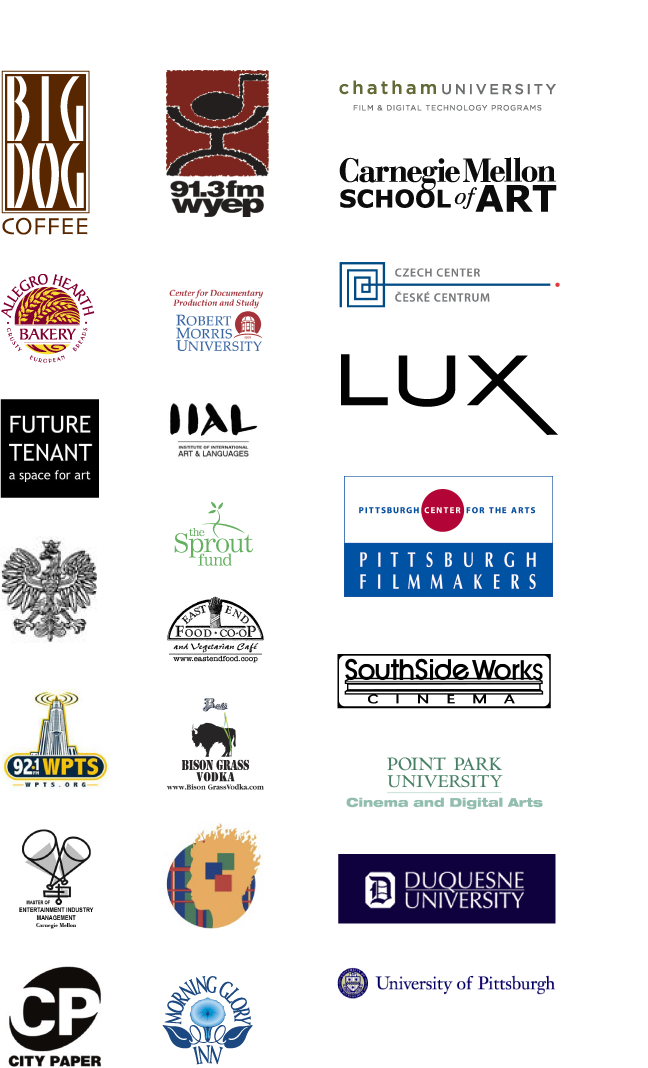 BIG
DOG
COFFEE
ALLEGRO HEARTH
BAKERY
• CRUSTY EUROPEAN BREADS •
FUTURE
TENANT
a space for art
92.1
FM
WPTS
WPTS.ORG
MASTER OF
ENTERTAINMENT INDUSTRY
MANAGEMENT
Carnegie Mellon
CP
CITY PAPER
91.3fm
wyep
Center for Documentary
Production and Study
ROBERT
MORRIS
UNIVERSITY
IIAL
INSTITUTE OF INTERNATIONAL
ART & LANGUAGES
the
Sprout
fund
EAST END
FOOD·CO·OP
and Vegetarian Café
www.eastendfood.coop
BISON GRASS
VODKA
www.Bison GrassVodka.com
MORNING GLORY
INN
chatham UNIVERSITY
FILM & DIGITAL TECHNOLOGY PROGRAMS
Carnegie Mellon
SCHOOL of ART
CZECH CENTER
ČESKÉ CENTRUM
LUX
PITTSBURGH CENTER FOR THE ARTS
PITTSBURGH
FILMMAKERS
SouthSide Works
CINEMA
POINT PARK
UNIVERSITY
Cinema and Digital Arts
D
DUQUESNE
UNIVERSITY
University of Pittsburgh